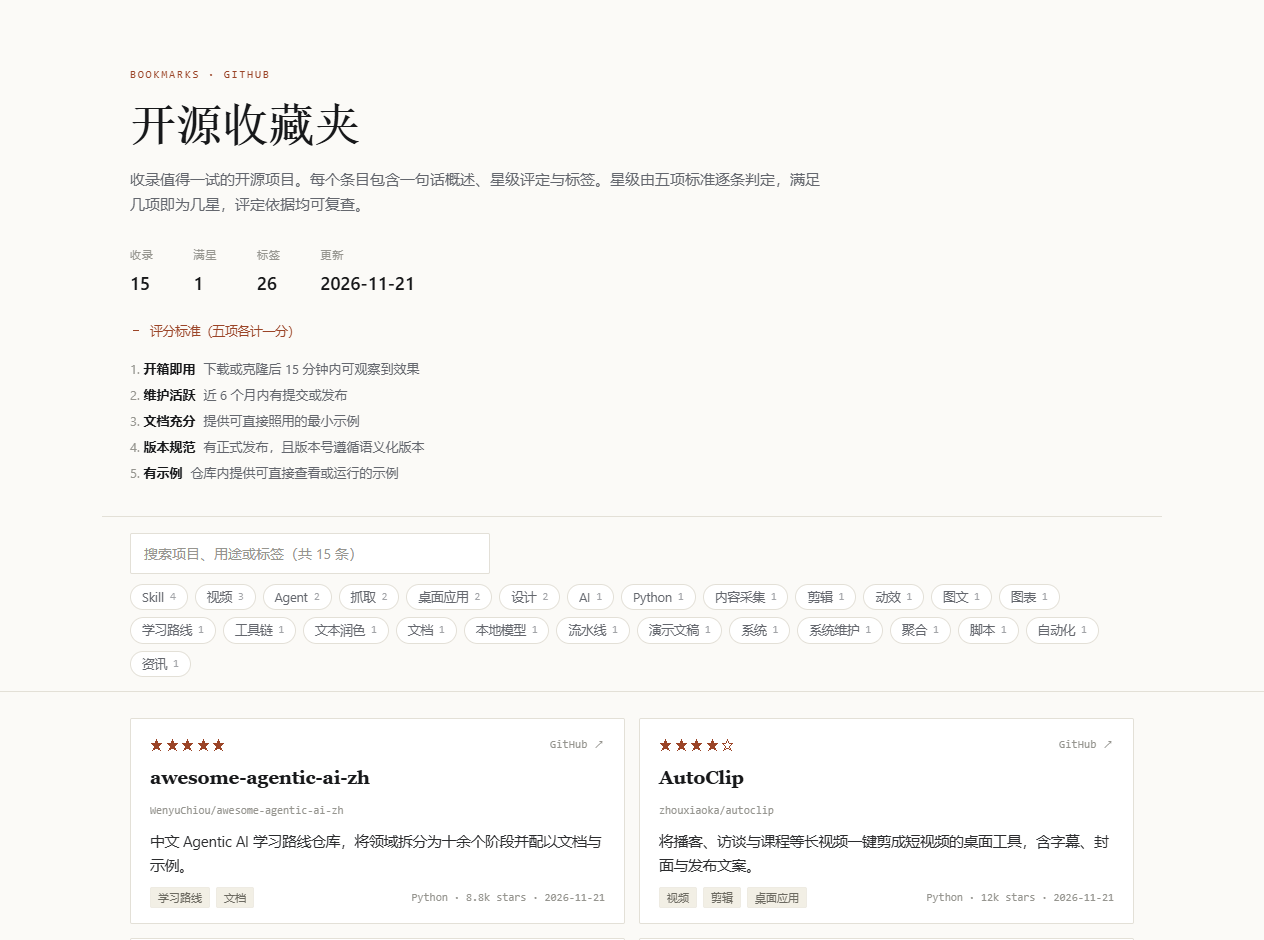 BOOKMARKS · GITHUB
开源收藏夹
收录值得一试的开源项目。每个条目包含一句话概述、星级评定与标签。星级由五项标准逐条判定，满足
几项即为几星，评定依据均可复查。
收录 满星 标签 更新
15 1 26 2026-11-21
− 评分标准（五项各计一分）
1. 开箱即用 下载或克隆后 15 分钟内可观察到效果
2. 维护活跃 近 6 个月内有提交或发布
3. 文档充分 提供可直接照用的最小示例
4. 版本规范 有正式发布，且版本号遵循语义化版本
5. 有示例 仓库内提供可直接查看或运行的示例
搜索项目、用途或标签（共 15 条）
Skill 4 视频 3 Agent 2 抓取 2 桌面应用 2 设计 2 AI 1 Python 1 内容采集 1 剪辑 1 动效 1 图文 1 图表 1
学习路线 1 工具链 1 文本润色 1 文档 1 本地模型 1 流水线 1 演示文稿 1 系统 1 系统维护 1 聚合 1 脚本 1 自动化 1
资讯 1
★★★★★ GitHub ↗
awesome-agentic-ai-zh
WenyuChiou/awesome-agentic-ai-zh
中文 Agentic AI 学习路线仓库，将领域拆分为十余个阶段并配以文档与
示例。
学习路线 文档 Python · 8.8k stars · 2026-11-21
★★★★☆ GitHub ↗
AutoClip
zhouxiaoka/autoclip
将播客、访谈与课程等长视频一键剪成短视频的桌面工具，含字幕、封
面与发布文案。
视频 剪辑 桌面应用 Python · 12k stars · 2026-11-21